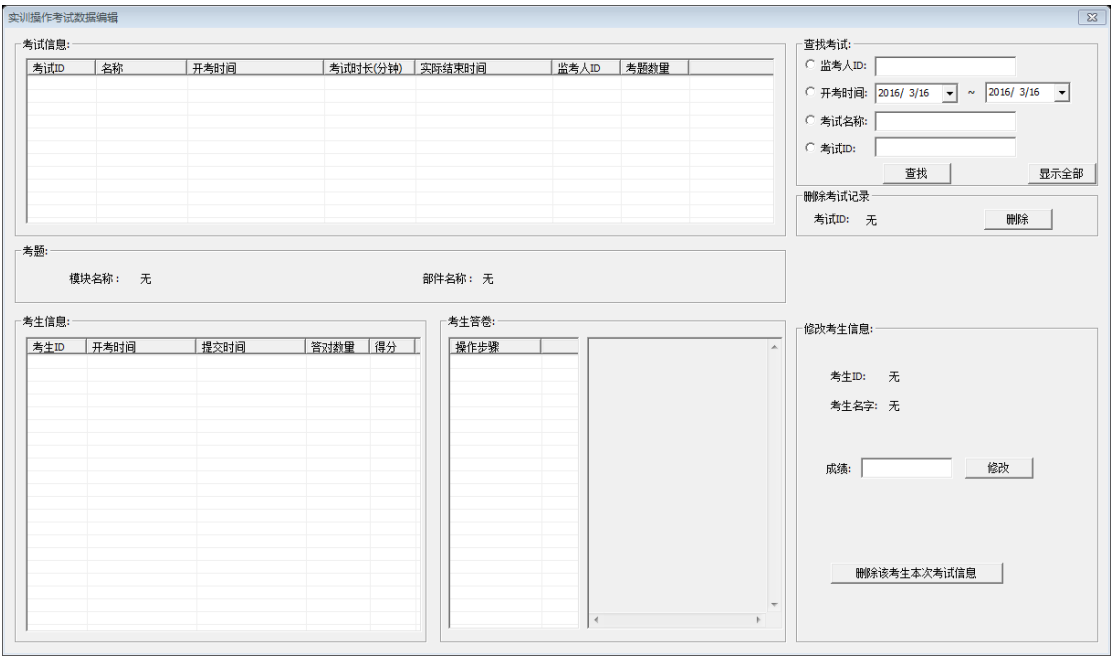 实训操作考试数据编辑
考试信息:
考试ID 名称 开考时间 考试时长(分钟) 实际结束时间 监考人ID 考题数量
查找考试:
监考人ID:
开考时间: 2016/ 3/16 ~ 2016/ 3/16
考试名称:
考试ID:
查找 显示全部
删除考试记录
考试ID: 无 删除
考题:
模块名称: 无 部件名称: 无
考生信息:
考生ID 开考时间 提交时间 答对数量 得分
考生答卷:
操作步骤
修改考生信息:
考生ID: 无
考生名字: 无
成绩: 修改
删除该考生本次考试信息